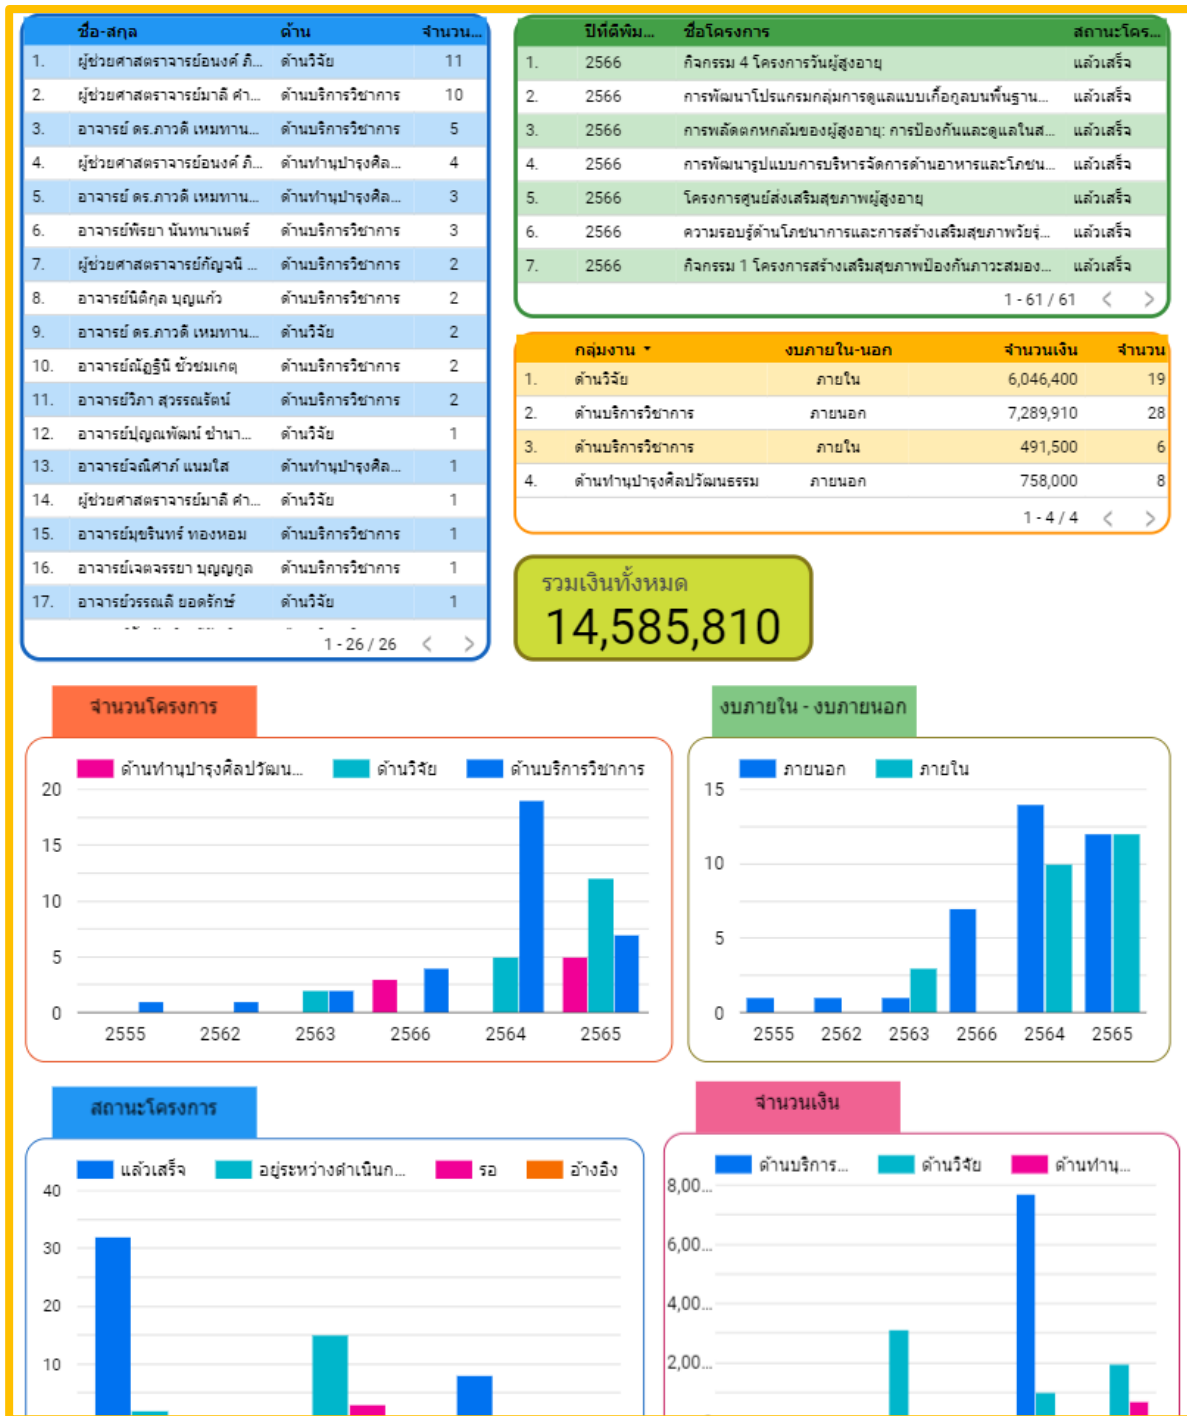 ชื่อ-สกุล ด้าน จำนวน...
1. ผู้ช่วยศาสตราจารย์อนงค์ ภิ... ด้านวิจัย 11
2. ผู้ช่วยศาสตราจารย์มาลี คำ... ด้านบริการวิชาการ 10
3. อาจารย์ ดร.ภาวดี เหมทาน... ด้านบริการวิชาการ 5
4. ผู้ช่วยศาสตราจารย์อนงค์ ภิ... ด้านทำนุบำรุงศิล... 4
5. อาจารย์ ดร.ภาวดี เหมทาน... ด้านทำนุบำรุงศิล... 3
6. อาจารย์พิรยา นันทนาเนตร์ ด้านบริการวิชาการ 3
7. ผู้ช่วยศาสตราจารย์กัญจนี ... ด้านบริการวิชาการ 2
8. อาจารย์นิติกุล บุญแก้ว ด้านบริการวิชาการ 2
9. อาจารย์ ดร.ภาวดี เหมทาน... ด้านวิจัย 2
10. อาจารย์ณัฏฐินี ชัวชมเกตุ ด้านบริการวิชาการ 2
11. อาจารย์วิภา สุวรรณรัตน์ ด้านบริการวิชาการ 2
12. อาจารย์ปุญณพัฒน์ ชำนา... ด้านวิจัย 1
13. อาจารย์จณิศาภ์ แนมใส ด้านทำนุบำรุงศิล... 1
14. ผู้ช่วยศาสตราจารย์มาลี คำ... ด้านวิจัย 1
15. อาจารย์มุขรินทร์ ทองหอม ด้านบริการวิชาการ 1
16. อาจารย์เจตจรรยา บุญญกูล ด้านบริการวิชาการ 1
17. อาจารย์วรรณลี ยอดรักษ์ ด้านวิจัย 1
1 - 26 / 26
ปีที่ตีพิม... ชื่อโครงการ สถานะโคร...
1. 2566 กิจกรรม 4 โครงการวันผู้สูงอายุ แล้วเสร็จ
2. 2566 การพัฒนาโปรแกรมกลุ่มการดูแลแบบเกื้อกูลบนพื้นฐาน... แล้วเสร็จ
3. 2566 การพลัดตกหกล้มของผู้สูงอายุ: การป้องกันและดูแลในส... แล้วเสร็จ
4. 2566 การพัฒนารูปแบบการบริหารจัดการด้านอาหารและโภชน... แล้วเสร็จ
5. 2566 โครงการศูนย์ส่งเสริมสุขภาพผู้สูงอายุ แล้วเสร็จ
6. 2566 ความรอบรู้ด้านโภชนาการและการสร้างเสริมสุขภาพวัยรุ่... แล้วเสร็จ
7. 2566 กิจกรรม 1 โครงการสร้างเสริมสุขภาพป้องกันภาวะสมอง... แล้วเสร็จ
1 - 61 / 61
กลุ่มงาน งบภายใน-นอก จำนวนเงิน จำนวน
1. ด้านวิจัย ภายใน 6,046,400 19
2. ด้านบริการวิชาการ ภายนอก 7,289,910 28
3. ด้านบริการวิชาการ ภายใน 491,500 6
4. ด้านทำนุบำรุงศิลปวัฒนธรรม ภายนอก 758,000 8
1 - 4 / 4
รวมเงินทั้งหมด
14,585,810
จำนวนโครงการ
ด้านทำนุบำรุงศิลปวัฒน... ด้านวิจัย ด้านบริการวิชาการ
20
15
10
5
0
2555 2562 2563 2566 2564 2565
งบภายใน - งบภายนอก
ภายนอก ภายใน
15
10
5
0
2555 2562 2563 2566 2564 2565
สถานะโครงการ
แล้วเสร็จ อยู่ระหว่างดำเนินก... รอ อ้างอิง
40
30
20
10
จำนวนเงิน
ด้านบริการ... ด้านวิจัย ด้านทำนุ...
8,00...
6,00...
4,00...
2,00...